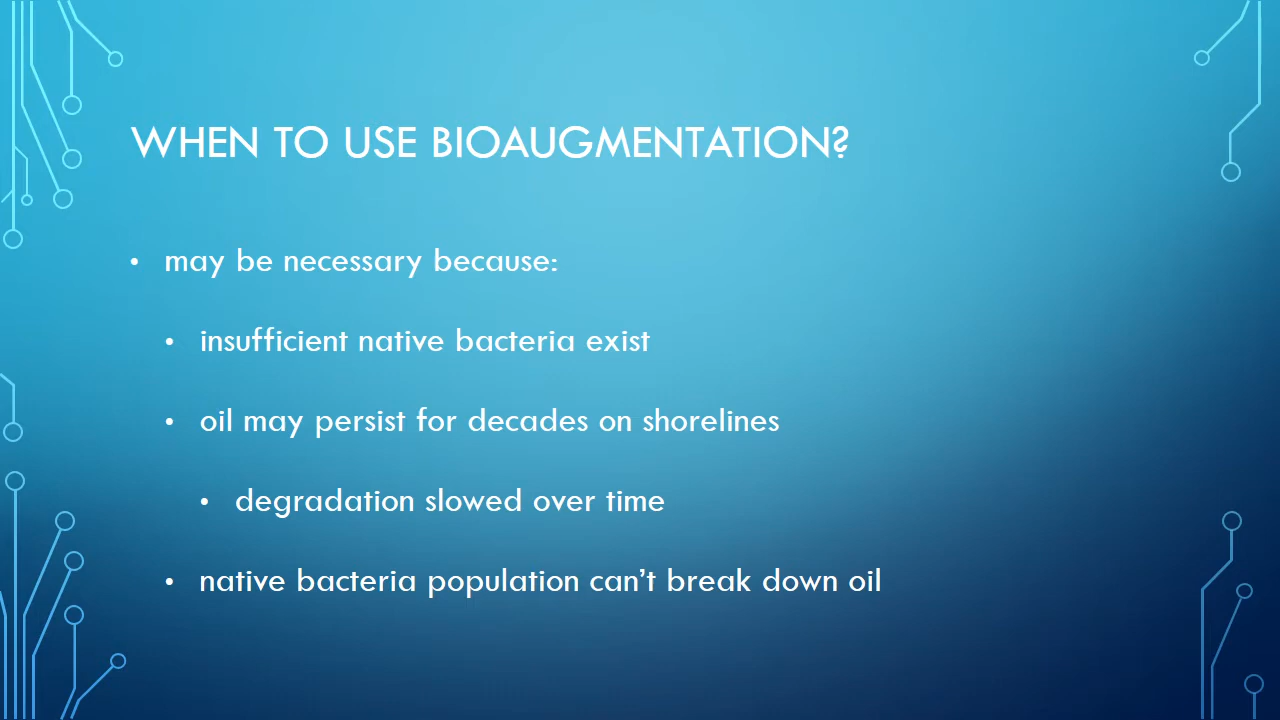 WHEN TO USE BIOAUGMENTATION?
• may be necessary because:
• insufficient native bacteria exist
• oil may persist for decades on shorelines
• degradation slowed over time
• native bacteria population can’t break down oil